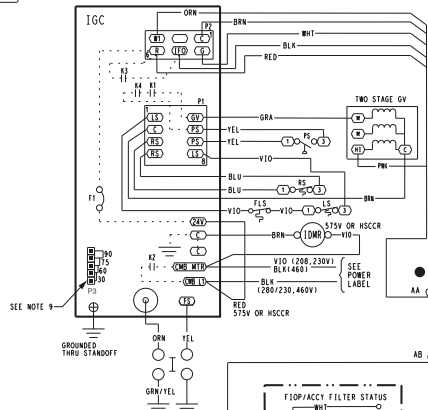 IGC
ORN
P2
BRN
W1
C
WHT
R
IFO
G
BLK
6
RED
K3
K4
K1
P1
TWO STAGE GV
1
LS
GV
GRA
M
C
PS
YEL
1
PS
3
M
RS
PS
YEL
HI
C
RS
LS
8
VIO
PNK
BLU
RS
BLU
1
3
BRN
F1
FLS
LS
VIO
VIO
1
3
24V
575V OR HSCCR
C
BRN
IDMR
VIO
C
90
75
60
30
P3
K2
CMB MTR
VIO (208,230V)
BLK(460)
SEE
POWER
LABEL
CMB L1
BLK
(280/230,460V)
SEE NOTE 9
FS
RED
575V OR HSCCR
AA
GROUNDED
THRU STANDOFF
ORN
YEL
I
AB
GRN/YEL
FIOP/ACCY FILTER STATUS
WHT